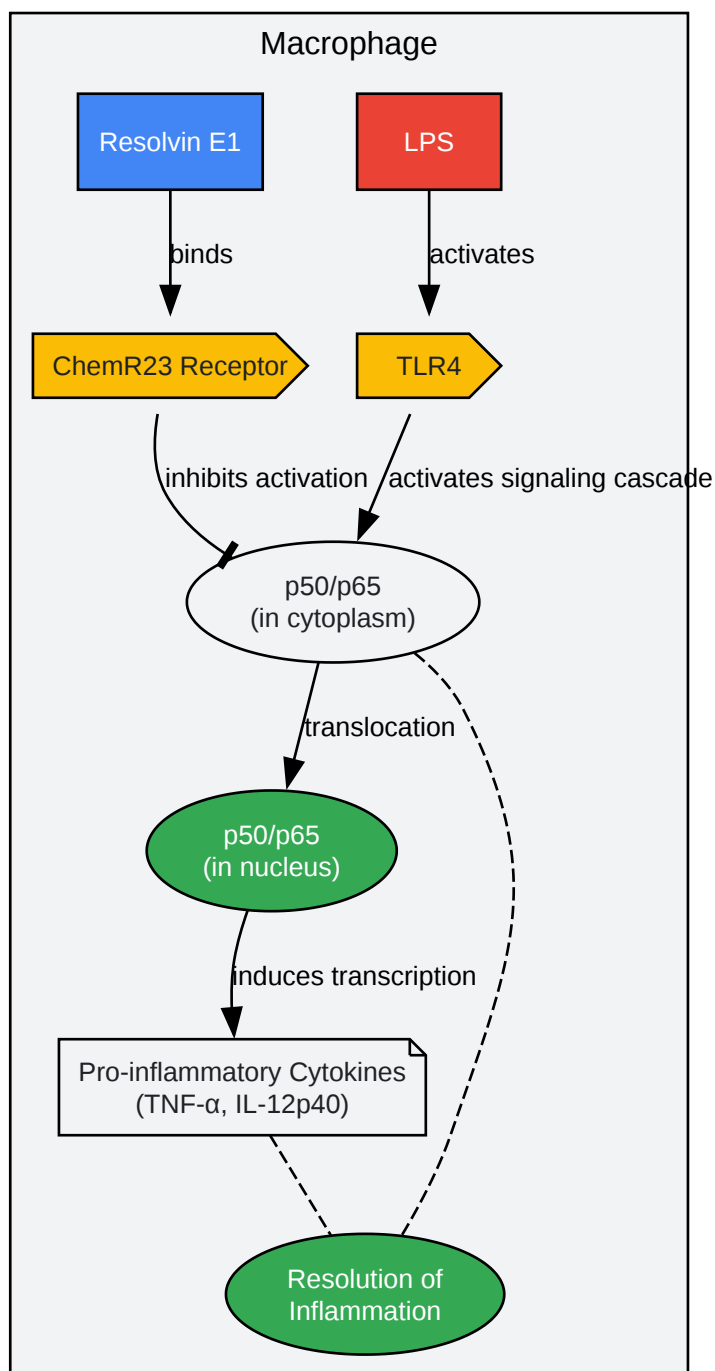 Macrophage
Resolvin E1
LPS
binds
activates
ChemR23 Receptor
TLR4
inhibits activation
activates signaling cascade
p50/p65
(in cytoplasm)
translocation
p50/p65
(in nucleus)
induces transcription
Pro-inflammatory Cytokines
(TNF-α, IL-12p40)
Resolution of
Inflammation